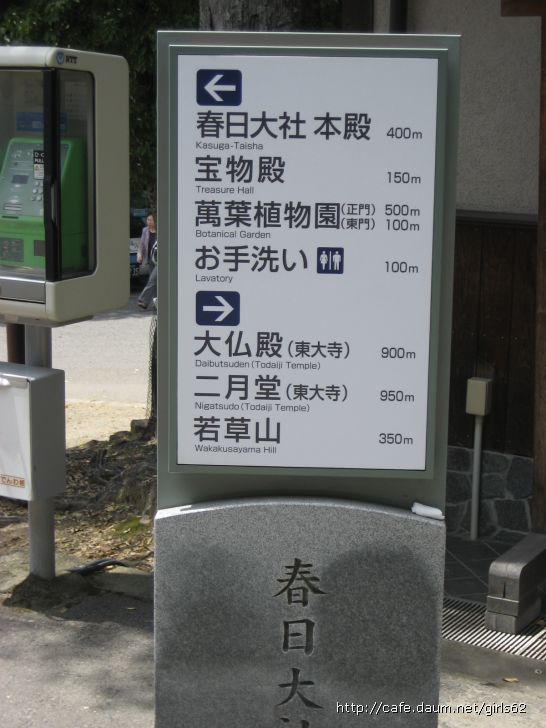 NTT
←
春日大社 本殿 400m
Kasuga-Taisha
宝物殿 150m
Treasure Hall
萬葉植物園(正門) 500m
(東門) 100m
Botanical Garden
お手洗い 100m
Lavatory
→
大仏殿(東大寺) 900m
Daibutsuden(Todaiji Temple)
二月堂(東大寺) 950m
Nigatsudo(Todaiji Temple)
若草山 350m
Wakakusayama Hill
春日大社
http://cafe.daum.net/girls62